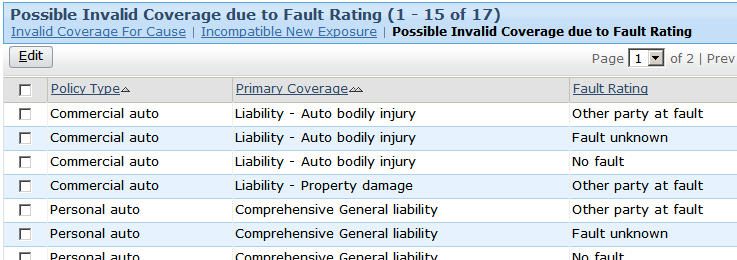 Possible Invalid Coverage due to Fault Rating (1 - 15 of 17)
Invalid Coverage For Cause | Incompatible New Exposure | Possible Invalid Coverage due to Fault Rating
Edit
Page 1 of 2 | Prev
Policy Type Primary Coverage Fault Rating
Commercial auto Liability - Auto bodily injury Other party at fault
Commercial auto Liability - Auto bodily injury Fault unknown
Commercial auto Liability - Auto bodily injury No fault
Commercial auto Liability - Property damage Other party at fault
Personal auto Comprehensive General liability Other party at fault
Personal auto Comprehensive General liability Fault unknown
Personal auto Comprehensive General liability No fault